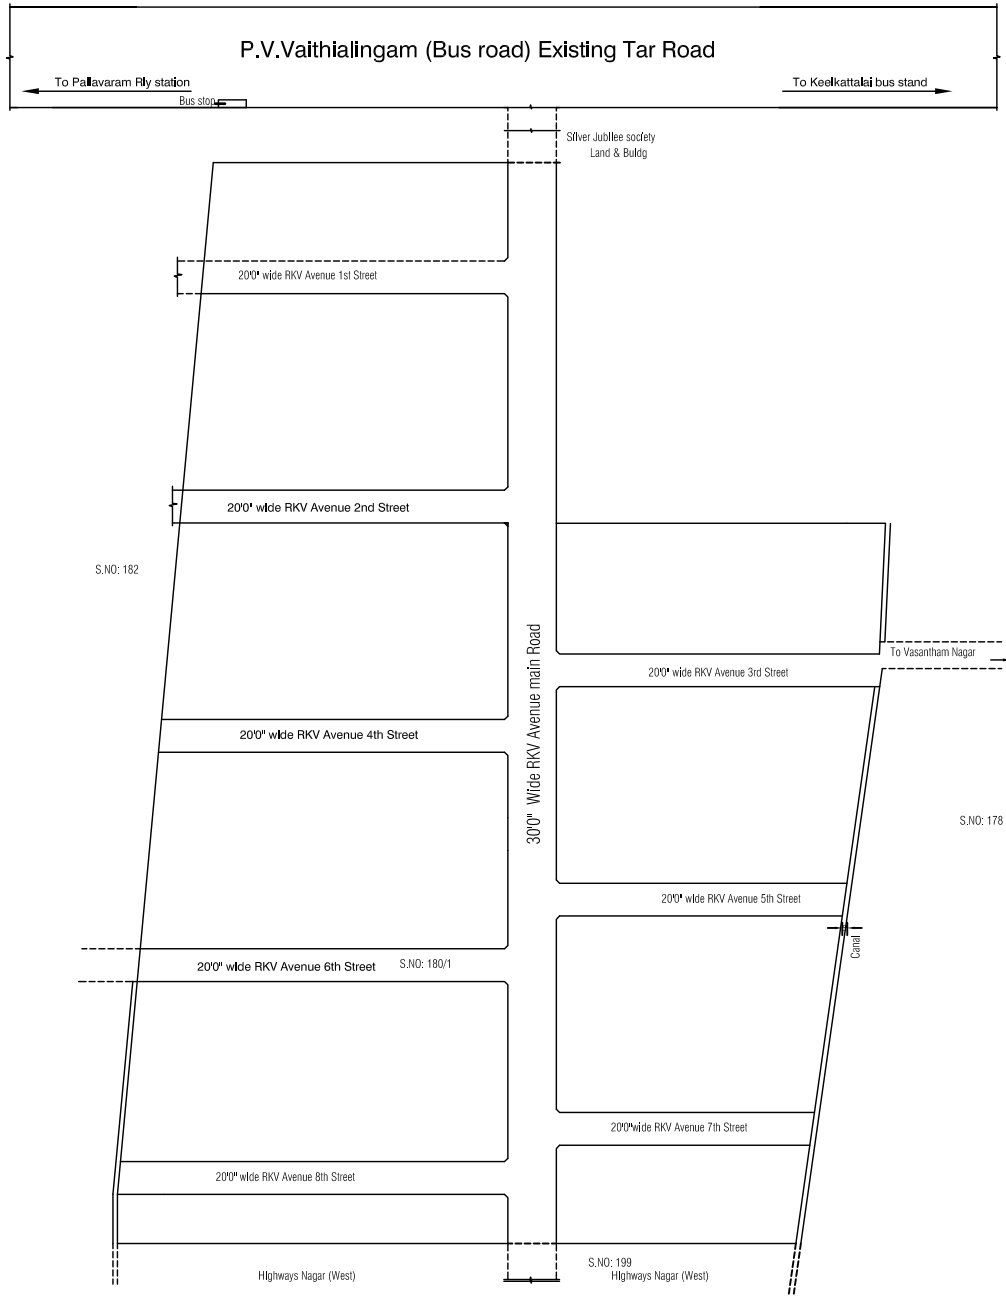 P.V.Vaithialingam (Bus road) Existing Tar Road
To Pallavaram Rly station
To Keelkattalai bus stand
Bus stop
Silver Jubilee society
Land & Buldg
20'0" wide RKV Avenue 1st Street
20'0" wide RKV Avenue 2nd Street
S.NO: 182
30'0" Wide RKV Avenue main Road
To Vasantham Nagar
20'0" wide RKV Avenue 3rd Street
20'0" wide RKV Avenue 4th Street
S.NO: 178
20'0" wide RKV Avenue 5th Street
Canal
20'0" wide RKV Avenue 6th Street
S.NO: 180/1
20'0"wide RKV Avenue 7th Street
20'0" wide RKV Avenue 8th Street
S.NO: 199
Highways Nagar (West)
Highways Nagar (West)